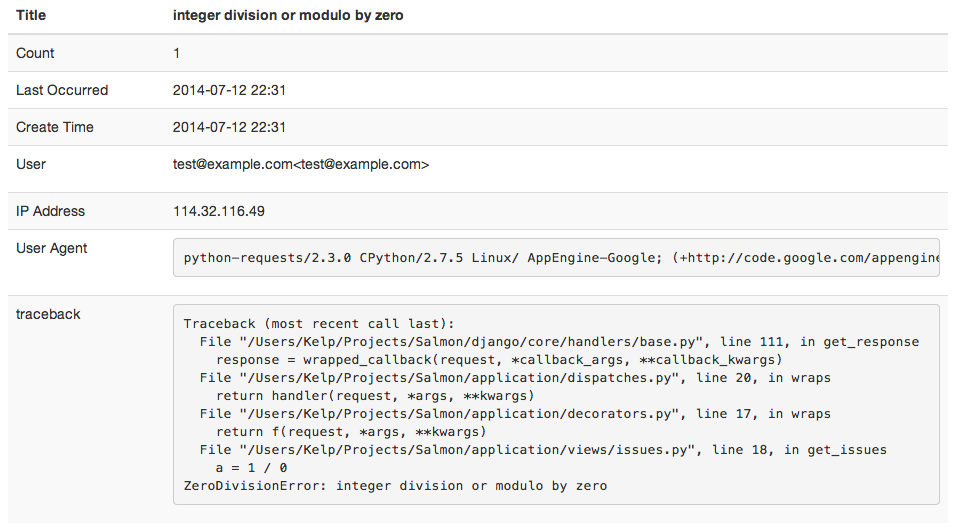 Title integer division or modulo by zero
Count 1
Last Occurred 2014-07-12 22:31
Create Time 2014-07-12 22:31
User test@example.com<test@example.com>
IP Address 114.32.116.49
User Agent python-requests/2.3.0 CPython/2.7.5 Linux/ AppEngine-Google; (+http://code.google.com/appengine
traceback Traceback (most recent call last):
  File "/Users/Kelp/Projects/Salmon/django/core/handlers/base.py", line 111, in get_response
    response = wrapped_callback(request, *callback_args, **callback_kwargs)
  File "/Users/Kelp/Projects/Salmon/application/dispatches.py", line 20, in wraps
    return handler(request, *args, **kwargs)
  File "/Users/Kelp/Projects/Salmon/application/decorators.py", line 17, in wraps
    return f(request, *args, **kwargs)
  File "/Users/Kelp/Projects/Salmon/application/views/issues.py", line 18, in get_issues
    a = 1 / 0
ZeroDivisionError: integer division or modulo by zero